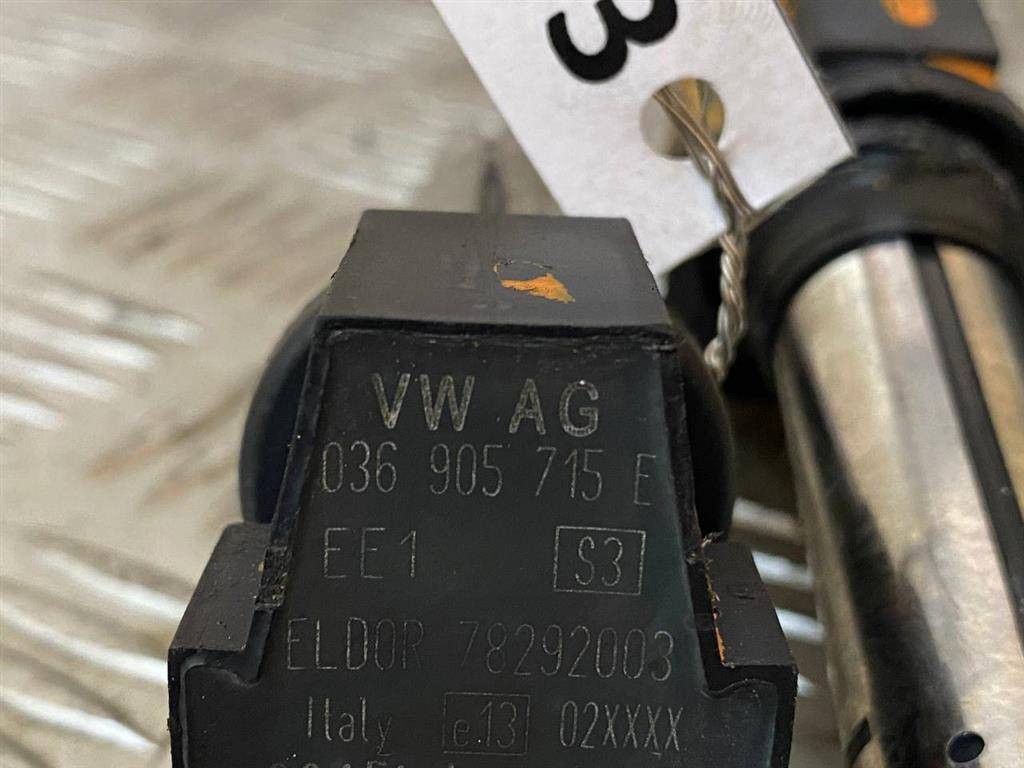 3
VW AG
036 905 715 E
EE1 S3
ELDOR 78292003
Italy e13 02XXXX